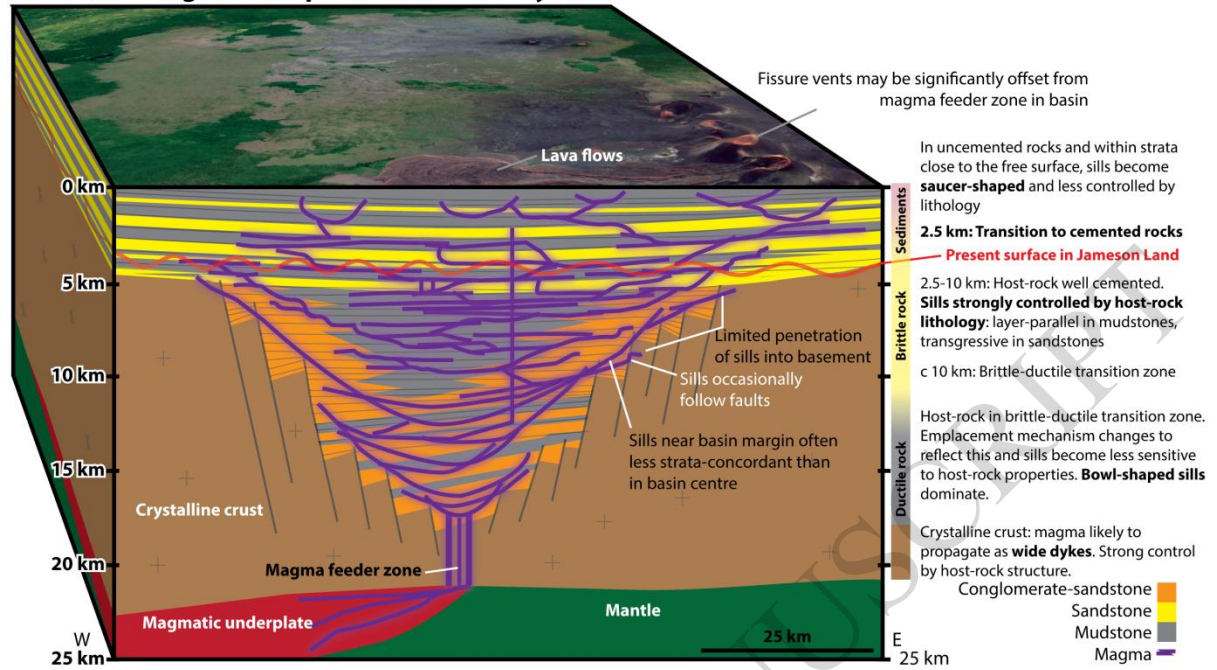 Fissure vents may be significantly offset from
magma feeder zone in basin
Lava flows
0 km
5 km
10 km
15 km
20 km
25 km
W
In uncemented rocks and within strata
close to the free surface, sills become
saucer-shaped and less controlled by
lithology
2.5 km: Transition to cemented rocks
Present surface in Jameson Land
2.5-10 km: Host-rock well cemented.
Sills strongly controlled by host-rock
lithology: layer-parallel in mudstones,
transgressive in sandstones
c 10 km: Brittle-ductile transition zone
Host-rock in brittle-ductile transition zone.
Emplacement mechanism changes to
reflect this and sills become less sensitive
to host-rock properties. Bowl-shaped sills
dominate.
Crystalline crust: magma likely to
propagate as wide dykes. Strong control
by host-rock structure.
Sediments
Brittle rock
Ductile rock
Limited penetration
of sills into basement
Sills occasionally
follow faults
Sills near basin margin often
less strata-concordant than
in basin centre
Crystalline crust
Magma feeder zone
Magmatic underplate
Mantle
25 km
E
25 km
Conglomerate-sandstone
Sandstone
Mudstone
Magma
USCRIPT